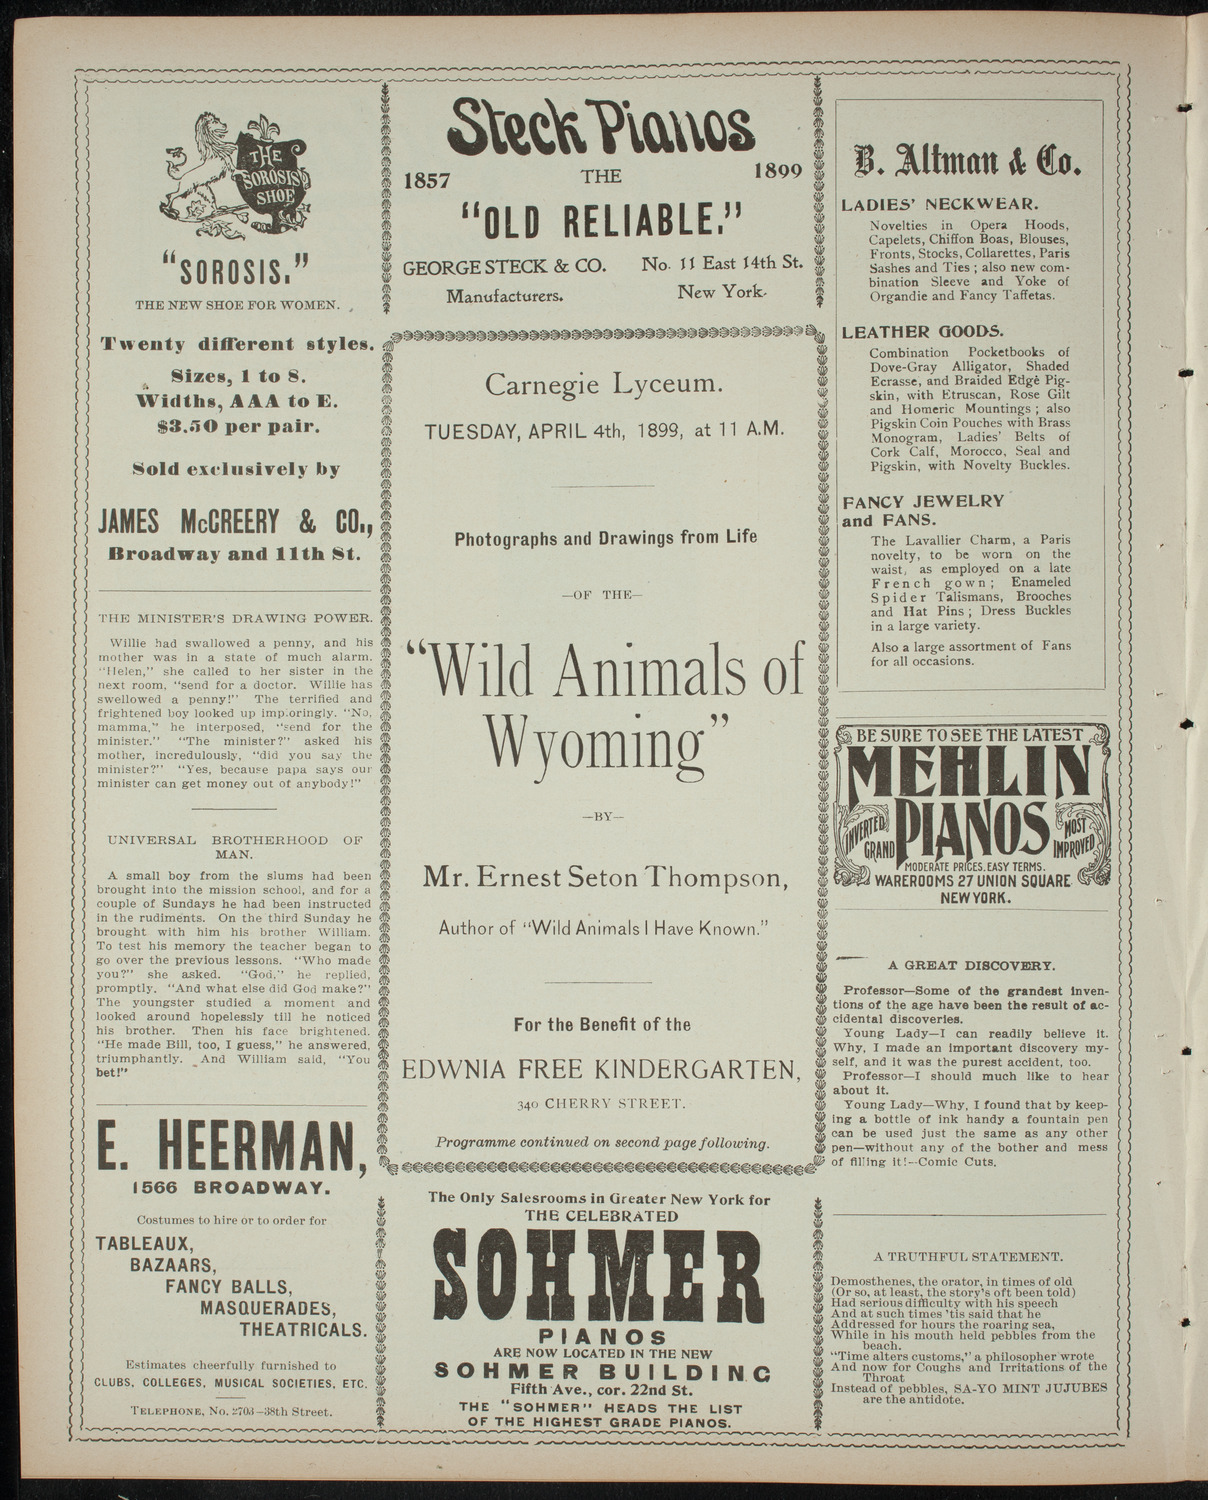 THE
SOROSIS
SHOE
"SOROSIS."
THE NEW SHOE FOR WOMEN.
Twenty different styles.
Sizes, 1 to 8.
Widths, AAA to E.
$3.50 per pair.
Sold exclusively by
JAMES McCREERY & CO.,
Broadway and 11th St.
THE MINISTER'S DRAWING POWER.
Willie had swallowed a penny, and his
mother was in a state of much alarm.
"Helen," she called to her sister in the
next room, "send for a doctor. Willie has
swellowed a penny!" The terrified and
frightened boy looked up imp.oringly. "No,
mamma," he interposed, "send for the
minister." "The minister?" asked his
mother, incredulously, "did you say the
minister?" "Yes, because papa says our
minister can get money out of anybody!"
UNIVERSAL BROTHERHOOD OF
MAN.
A small boy from the slums had been
brought into the mission school, and for a
couple of Sundays he had been instructed
in the rudiments. On the third Sunday he
brought with him his brother William.
To test his memory the teacher began to
go over the previous lessons. "Who made
you?" she asked. "God," he replied,
promptly. "And what else did God make?"
The youngster studied a moment and
looked around hopelessly till he noticed
his brother. Then his face brightened.
"He made Bill, too, I guess," he answered,
triumphantly. And William said, "You
bet!"
E. HEERMAN,
1566 BROADWAY.
Costumes to hire or to order for
TABLEAUX,
BAZAARS,
FANCY BALLS,
MASQUERADES,
THEATRICALS.
Estimates cheerfully furnished to
CLUBS, COLLEGES, MUSICAL SOCIETIES, ETC.
TELEPHONE, No. 2703-38th Street.
Steck Pianos
1857 THE 1899
"OLD RELIABLE."
GEORGE STECK & CO. No. 11 East 14th St.
Manufacturers. New York.
Carnegie Lyceum.
TUESDAY, APRIL 4th, 1899, at 11 A.M.
Photographs and Drawings from Life
—OF THE—
"Wild Animals of
Wyoming"
—BY—
Mr. Ernest Seton Thompson,
Author of "Wild Animals I Have Known."
For the Benefit of the
EDWNIA FREE KINDERGARTEN,
340 CHERRY STREET.
Programme continued on second page following.
The Only Salesrooms in Greater New York for
THE CELEBRATED
SOHMER
PIANOS
ARE NOW LOCATED IN THE NEW
SOHMER BUILDING
Fifth Ave., cor. 22nd St.
THE "SOHMER" HEADS THE LIST
OF THE HIGHEST GRADE PIANOS.
B. Altman & Co.
LADIES' NECKWEAR.
Novelties in Opera Hoods,
Capelets, Chiffon Boas, Blouses,
Fronts, Stocks, Collarettes, Paris
Sashes and Ties; also new com-
bination Sleeve and Yoke of
Organdie and Fancy Taffetas.
LEATHER GOODS.
Combination Pocketbooks of
Dove-Gray Alligator, Shaded
Ecrasse, and Braided Edge Pig-
skin, with Etruscan, Rose Gilt
and Homeric Mountings; also
Pigskin Coin Pouches with Brass
Monogram, Ladies' Belts of
Cork Calf, Morocco, Seal and
Pigskin, with Novelty Buckles.
FANCY JEWELRY
and FANS.
The Lavallier Charm, a Paris
novelty, to be worn on the
waist, as employed on a late
French gown; Enameled
Spider Talismans, Brooches
and Hat Pins; Dress Buckles
in a large variety.
Also a large assortment of Fans
for all occasions.
BE SURE TO SEE THE LATEST
MEHLIN
INVERTED GRAND PIANOS MOST IMPROVED
MODERATE PRICES. EASY TERMS.
WAREROOMS 27 UNION SQUARE
NEW YORK.
A GREAT DISCOVERY.
Professor—Some of the grandest inven-
tions of the age have been the result of ac-
cidental discoveries.
Young Lady—I can readily believe it.
Why, I made an important discovery my-
self, and it was the purest accident, too.
Professor—I should much like to hear
about it.
Young Lady—Why, I found that by keep-
ing a bottle of ink handy a fountain pen
can be used just the same as any other
pen—without any of the bother and mess
of filling it!--Comic Cuts.
A TRUTHFUL STATEMENT.
Demosthenes, the orator, in times of old
(Or so, at least, the story's oft been told)
Had serious difficulty with his speech
And at such times 'tis said that he
Addressed for hours the roaring sea,
While in his mouth held pebbles from the
beach.
"Time alters customs," a philosopher wrote
And now for Coughs and Irritations of the
Throat
Instead of pebbles, SA-YO MINT JUJUBES
are the antidote.